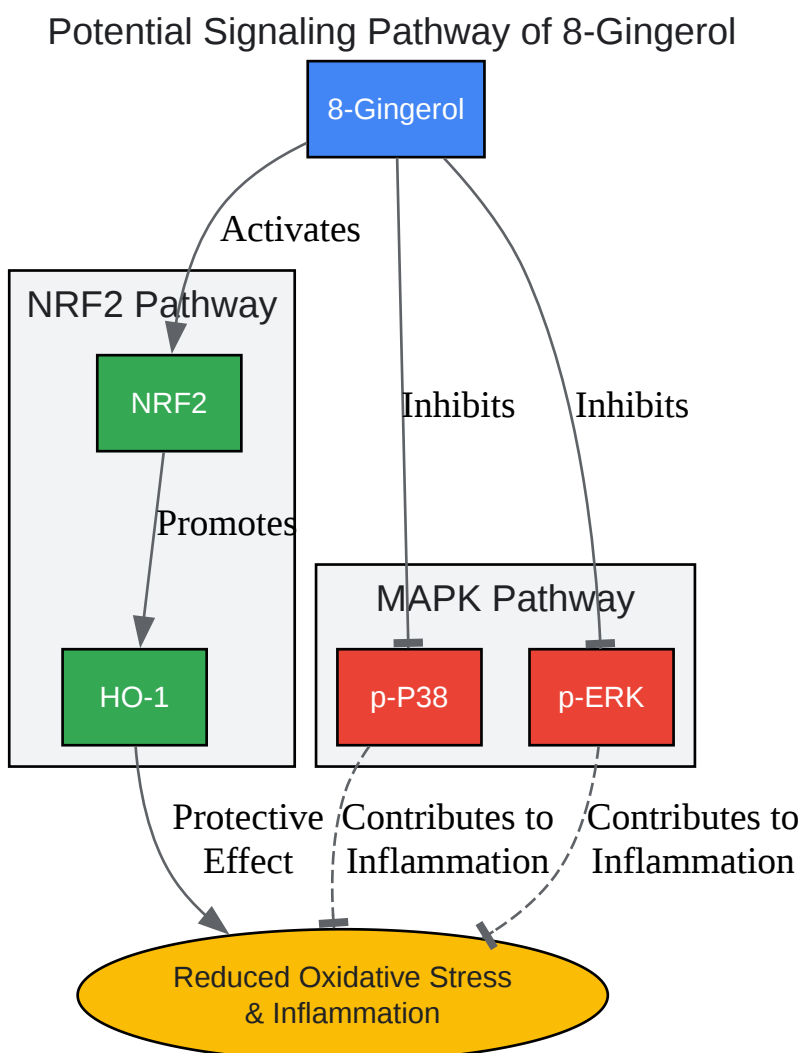 Potential Signaling Pathway of 8-Gingerol
8-Gingerol
Activates
NRF2 Pathway
NRF2
Inhibits
Inhibits
Promotes
MAPK Pathway
HO-1
p-P38
p-ERK
Protective
Effect
Contributes to
Inflammation
Contributes to
Inflammation
Reduced Oxidative Stress
& Inflammation